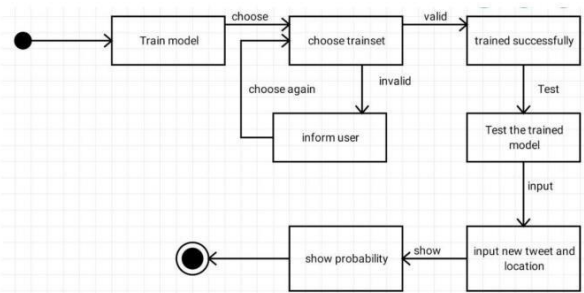 choose
valid
Train model
choose trainset
trained successfully
choose again
invalid
Test
inform user
Test the trained
model
input
show probability
show
input new tweet and
location